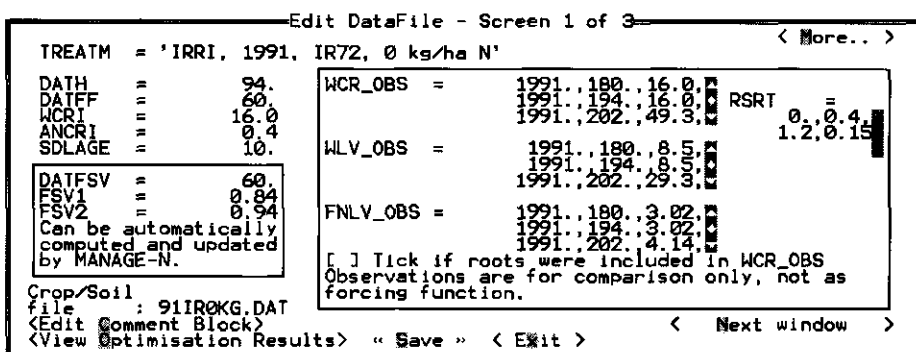 Edit DataFile - Screen 1 of 3
< More.. >
TREATM = 'IRRI, 1991, IR72, 0 kg/ha N'
DATH = 94.
DATFF = 60.
WCRI = 16.0
ANCRI = 0.4
SDLAGE = 10.
DATFSV = 60.
FSV1 = 0.84
FSV2 = 0.94
Can be automatically
computed and updated
by MANAGE-N.
WCR_OBS = 1991.,180.,16.0,
1991.,194.,16.0,
1991.,202.,49.3,
WLV_OBS = 1991.,180.,8.5,
1991.,194.,8.5,
1991.,202.,29.3,
FNLV_OBS = 1991.,180.,3.02,
1991.,194.,3.02,
1991.,202.,4.14,
[ ] Tick if roots were included in WCR_OBS
Observations are for comparison only, not as
forcing function.
RSRT =
0.,0.4,
1.2,0.15
Crop/Soil
file : 91IR0KG.DAT
<Edit Comment Block>
<View Optimisation Results> « Save » < EXit >
< Next window >